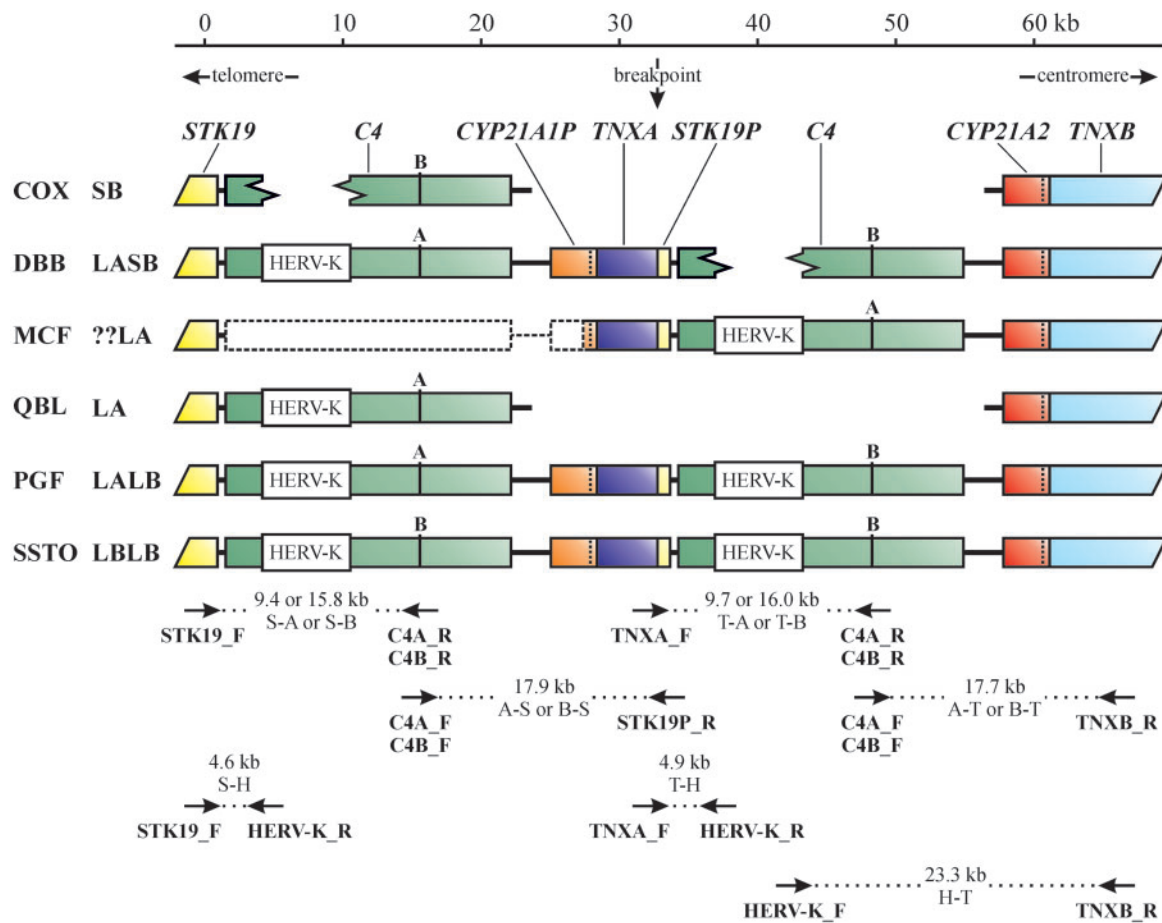 0 10 20 30 40 50 60 kb
telomere breakpoint centromere
STK19 C4 CYP21A1P TNXA STK19P C4 CYP21A2 TNXB
B
COX SB
A B
DBB LASB HERV-K
A
MCF ??LA HERV-K
A
QBL LA HERV-K
A B
PGF LALB HERV-K HERV-K
B B
SSTO LBLB HERV-K HERV-K
9.4 or 15.8 kb 9.7 or 16.0 kb
S-A or S-B T-A or T-B
STK19_F C4A_R TNXA_F C4A_R
C4B_R C4B_R
17.9 kb 17.7 kb
A-S or B-S A-T or B-T
C4A_F STK19P_R C4A_F TNXB_R
C4B_F C4B_F
4.6 kb 4.9 kb
S-H T-H
STK19_F HERV-K_R TNXA_F HERV-K_R
23.3 kb
H-T
HERV-K_F TNXB_R